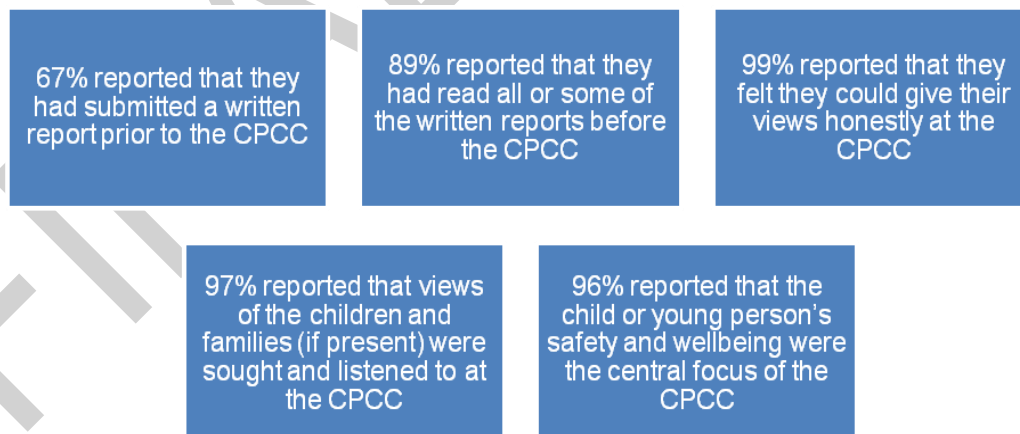 67% reported that they
had submitted a written
report prior to the CPCC
89% reported that they
had read all or some of
the written reports before
the CPCC
99% reported that they
felt they could give their
views honestly at the
CPCC
97% reported that views
of the children and
families (if present) were
sought and listened to at
the CPCC
96% reported that the
child or young person's
safety and wellbeing were
the central focus of the
CPCC